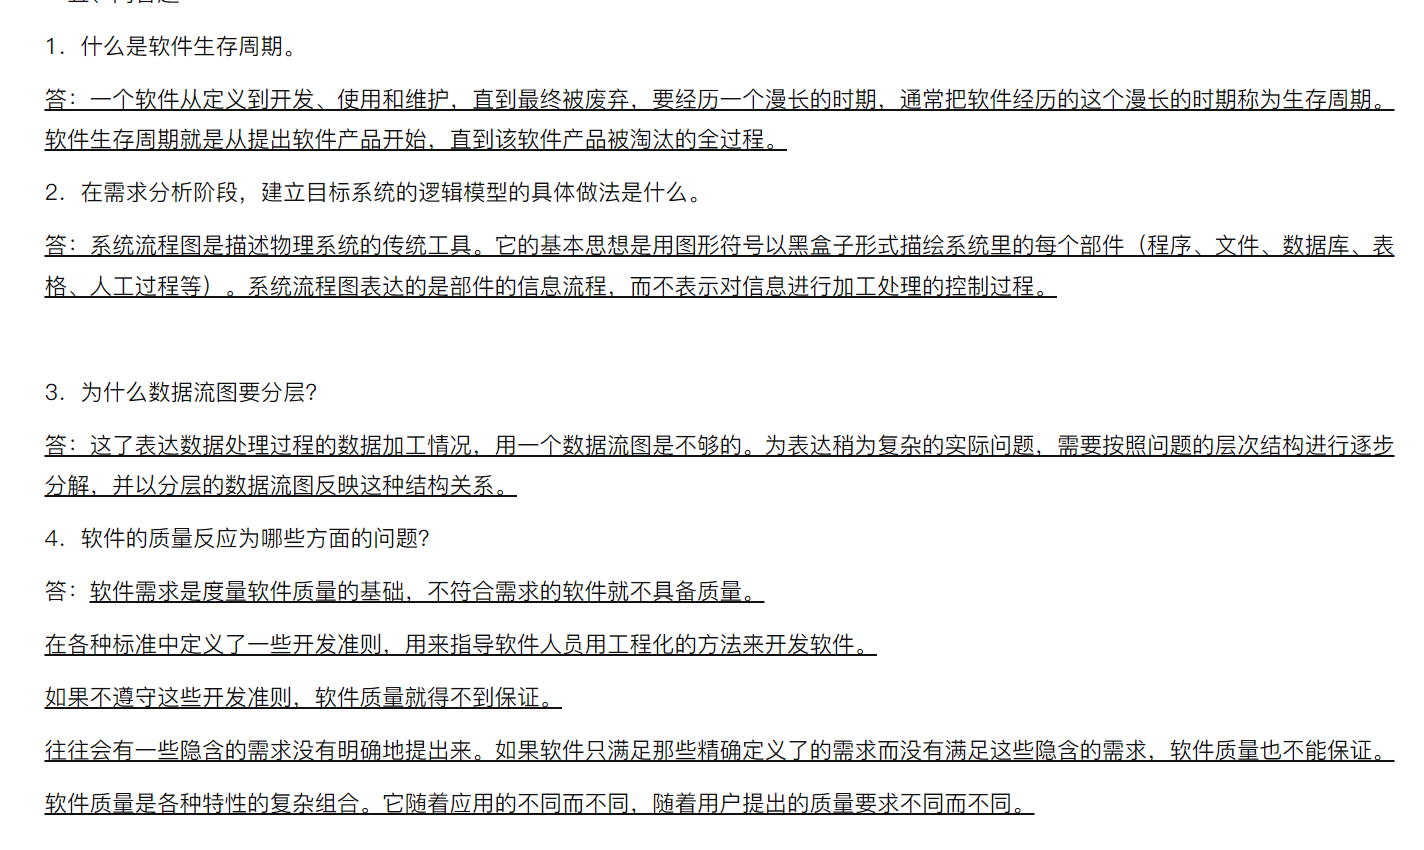 1．什么是软件生存周期。
答：一个软件从定义到开发、使用和维护，直到最终被废弃，要经历一个漫长的时期，通常把软件经历的这个漫长的时期称为生存周期。
软件生存周期就是从提出软件产品开始，直到该软件产品被淘汰的全过程。
2．在需求分析阶段，建立目标系统的逻辑模型的具体做法是什么。
答：系统流程图是描述物理系统的传统工具。它的基本思想是用图形符号以黑盒子形式描绘系统里的每个部件（程序、文件、数据库、表
格、人工过程等）。系统流程图表达的是部件的信息流程，而不表示对信息进行加工处理的控制过程。
3．为什么数据流图要分层？
答：这了表达数据处理过程的数据加工情况，用一个数据流图是不够的。为表达稍为复杂的实际问题，需要按照问题的层次结构进行逐步
分解，并以分层的数据流图反映这种结构关系。
4．软件的质量反应为哪些方面的问题？
答：软件需求是度量软件质量的基础，不符合需求的软件就不具备质量。
在各种标准中定义了一些开发准则，用来指导软件人员用工程化的方法来开发软件。
如果不遵守这些开发准则，软件质量就得不到保证。
往往会有一些隐含的需求没有明确地提出来。如果软件只满足那些精确定义了的需求而没有满足这些隐含的需求，软件质量也不能保证。
软件质量是各种特性的复杂组合。它随着应用的不同而不同，随着用户提出的质量要求不同而不同。